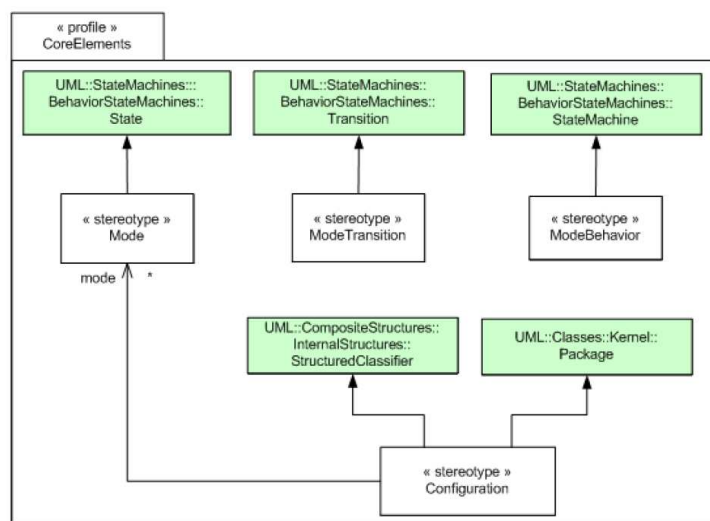 « profile »
CoreElements
UML::StateMachines:::
BehaviorStateMachines::
State
UML::StateMachines::
BehaviorStateMachines::
Transition
UML::StateMachines::
BehaviorStateMachines::
StateMachine
« stereotype »
Mode
« stereotype »
ModeTransition
« stereotype »
ModeBehavior
mode *
UML::CompositeStructures::
InternalStructures::
StructuredClassifier
UML::Classes::Kernel::
Package
« stereotype »
Configuration